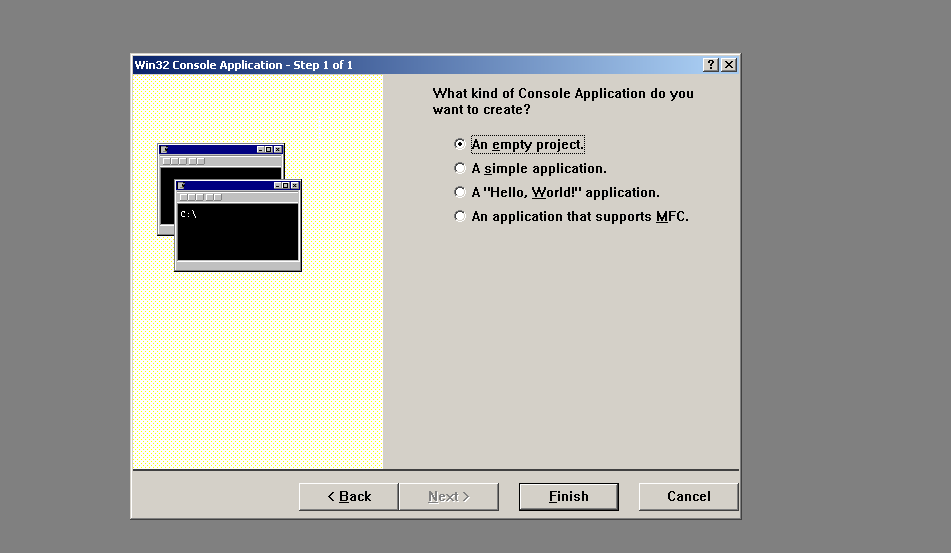 Win32 Console Application - Step 1 of 1
What kind of Console Application do you
want to create?
An empty project.
A simple application.
A "Hello, World!" application.
An application that supports MFC.
C:\
< Back
Next >
Finish
Cancel